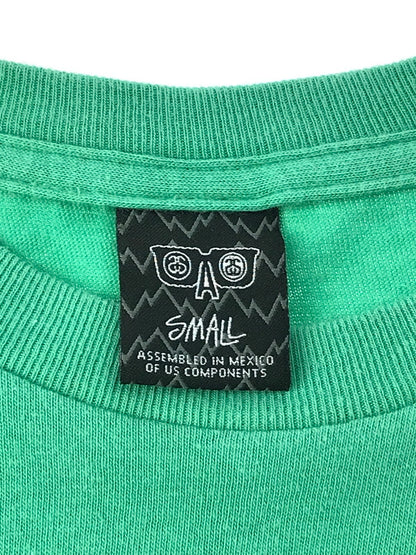 SMALL
ASSEMBLED IN MEXICO
OF US COMPONENTS